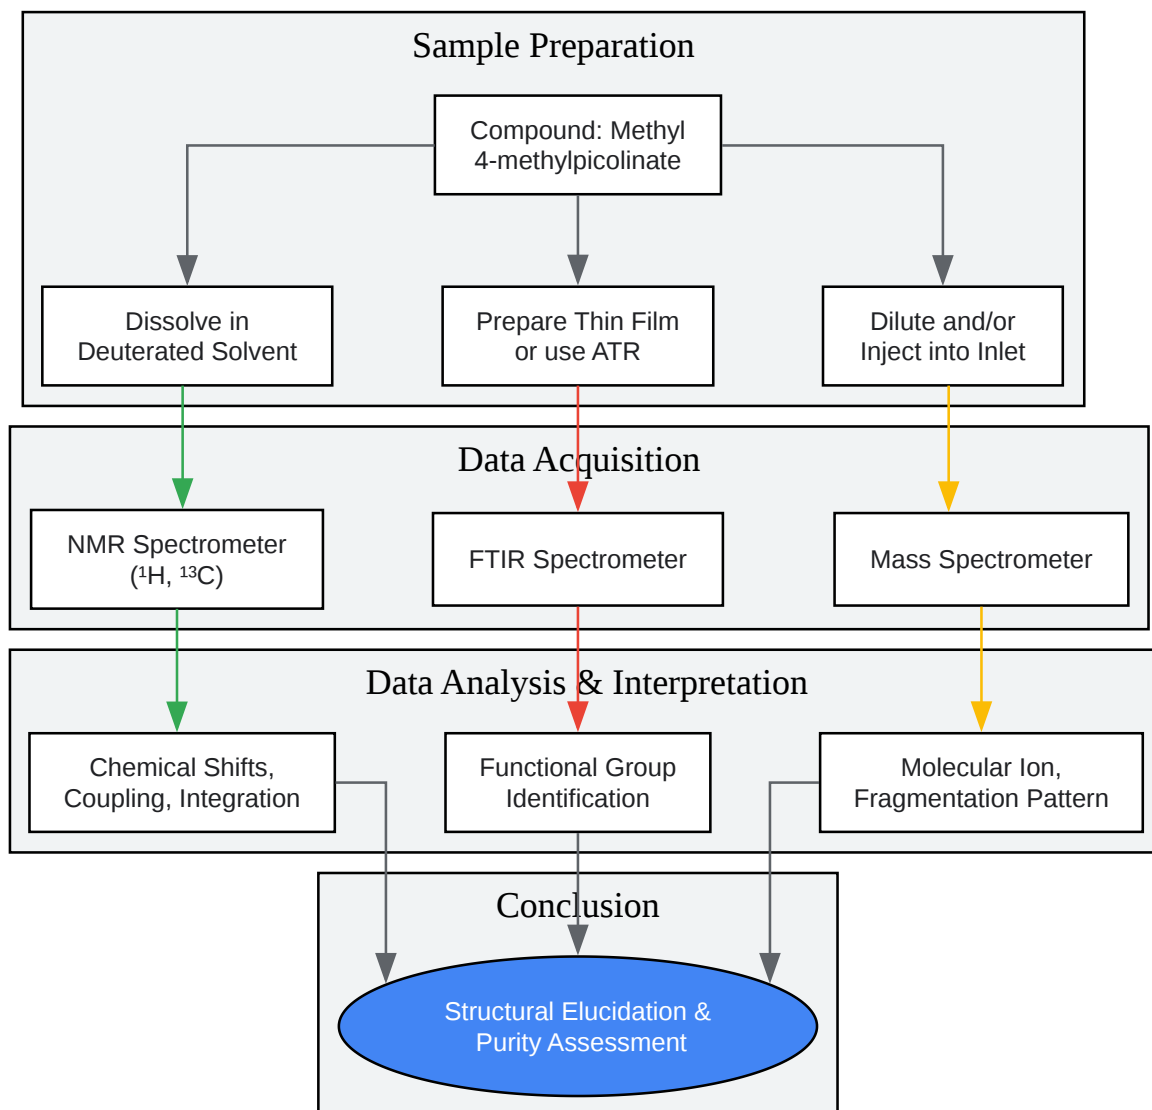 Sample Preparation
Compound: Methyl
4-methylpicolinate
Dissolve in
Deuterated Solvent
Prepare Thin Film
or use ATR
Dilute and/or
Inject into Inlet
Data Acquisition
NMR Spectrometer
(¹H, ¹³C)
FTIR Spectrometer
Mass Spectrometer
Data Analysis & Interpretation
Chemical Shifts,
Coupling, Integration
Functional Group
Identification
Molecular Ion,
Fragmentation Pattern
Conclusion
Structural Elucidation &
Purity Assessment